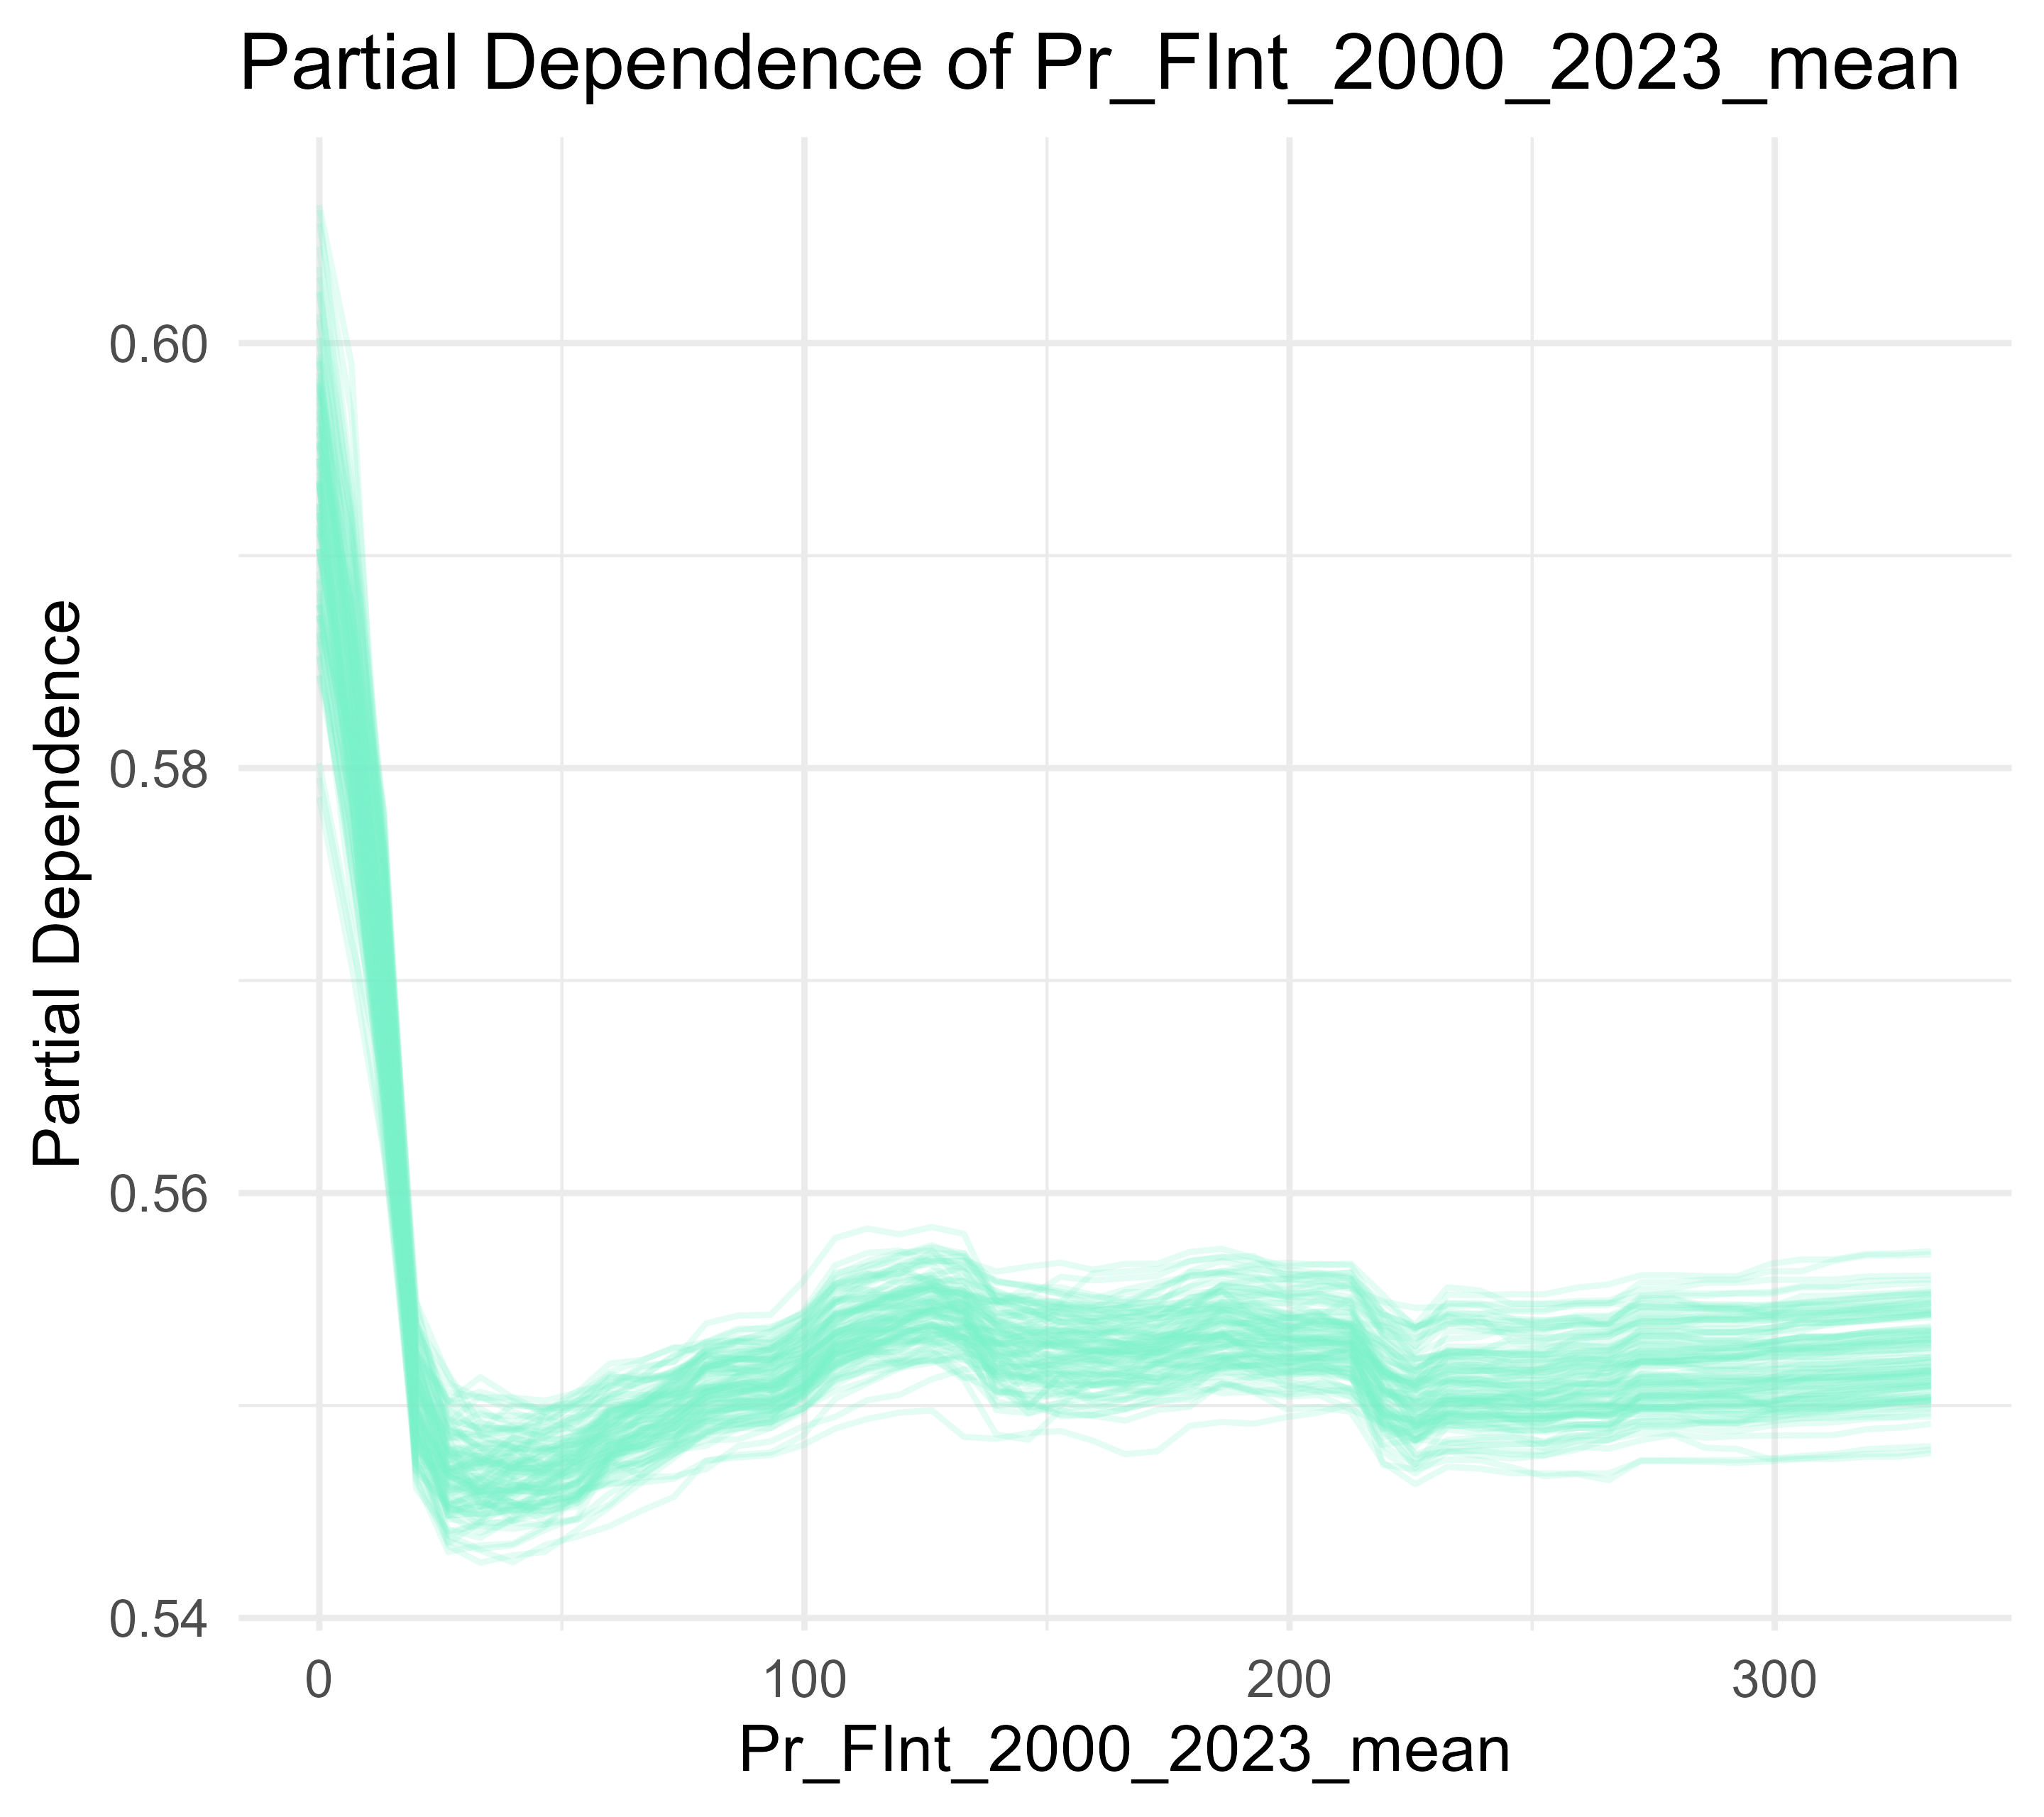 Partial Dependence of Pr_FInt_2000_2023_mean
Partial Dependence
0.60
0.58
0.56
0.54
0
100
200
300
Pr_FInt_2000_2023_mean